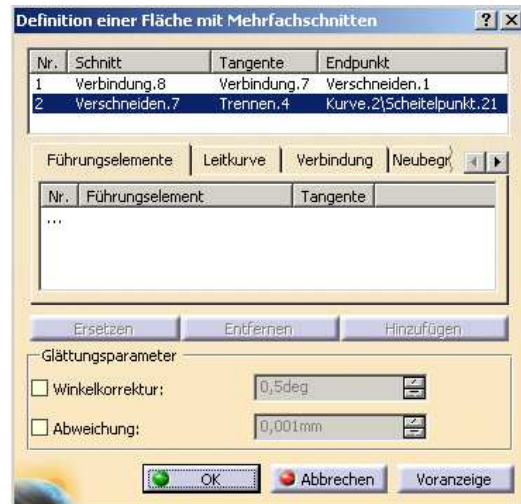 Definition einer Fläche mit Mehrfachschnitten
Nr. Schnitt Tangente Endpunkt
1 Verbindung.8 Verbindung.7 Verschneiden.1
2 Verschneiden.7 Trennen.4 Kurve.2\Scheitelpunkt.21
Führungselemente Leitkurve Verbindung Neubegr
Nr. Führungselement Tangente
...
Ersetzen Entfernen Hinzufügen
Glättungsparameter
Winkelkorrektur: 0,5deg
Abweichung: 0,001mm
OK Abbrechen Voranzeige